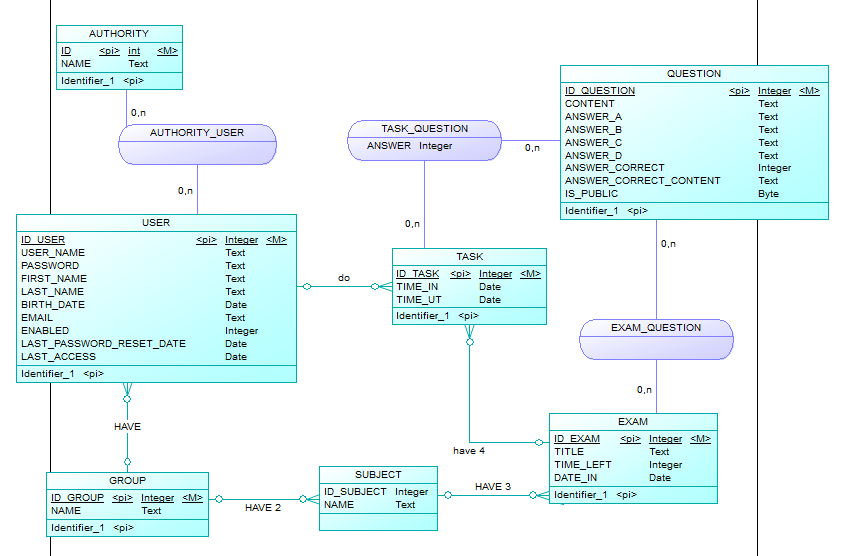 AUTHORITY
ID <pi> int <M>
NAME Text
Identifier_1 <pi>
0,n
AUTHORITY_USER
0,n
TASK_QUESTION
ANSWER Integer
0,n
0,n
QUESTION
ID_QUESTION <pi> Integer <M>
CONTENT Text
ANSWER_A Text
ANSWER_B Text
ANSWER_C Text
ANSWER_D Text
ANSWER_CORRECT Integer
ANSWER_CORRECT_CONTENT Text
IS_PUBLIC Byte
Identifier_1 <pi>
0,n
USER
ID_USER <pi> Integer <M>
USER_NAME Text
PASSWORD Text
FIRST_NAME Text
LAST_NAME Text
BIRTH_DATE Date
EMAIL Text
ENABLED Integer
LAST_PASSWORD_RESET_DATE Date
LAST_ACCESS Date
Identifier_1 <pi>
do
TASK
ID_TASK <pi> Integer <M>
TIME_IN Date
TIME_UT Date
Identifier_1 <pi>
EXAM_QUESTION
0,n
HAVE
have 4
EXAM
ID_EXAM <pi> Integer <M>
TITLE Text
TIME_LEFT Integer
DATE_IN Date
Identifier_1 <pi>
GROUP
ID_GROUP <pi> Integer <M>
NAME Text
Identifier_1 <pi>
HAVE 2
SUBJECT
ID_SUBJECT Integer
NAME Text
HAVE 3